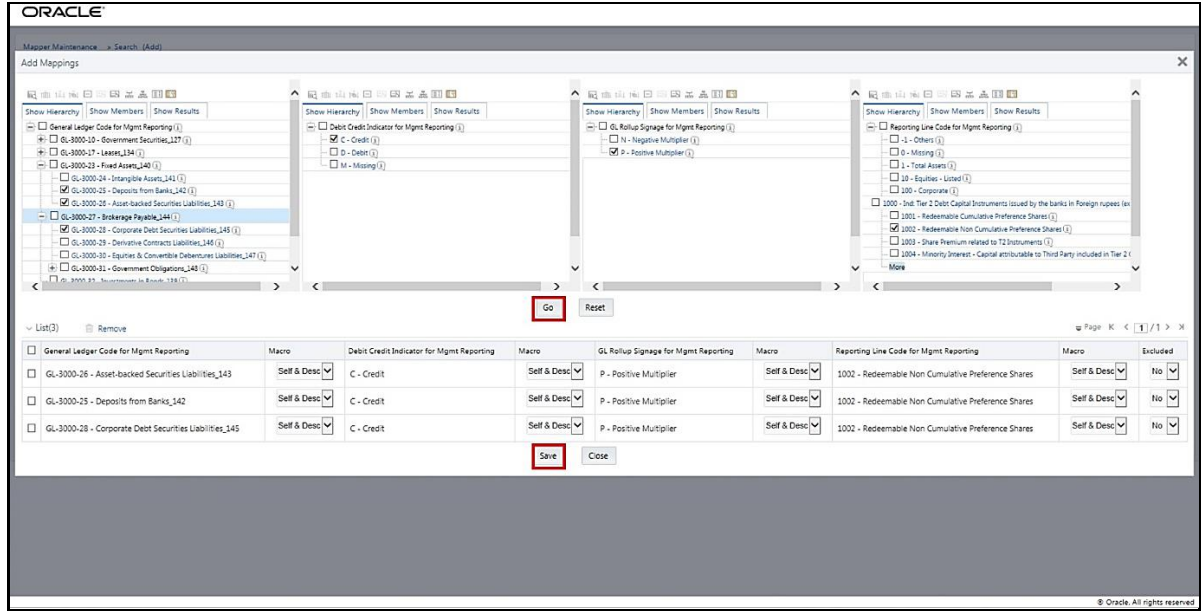 ORACLE
Mapper Maintenance » Search (Add)
Add Mappings
Show Hierarchy Show Members Show Results
General Ledger Code for Mgmt Reporting
GL-3000-10 - Government Securities_127
GL-3000-17 - Leases_134
GL-3000-23 - Fixed Assets_140
GL-3000-24 - Intangible Assets_141
GL-3000-25 - Deposits from Banks_142
GL-3000-26 - Asset-backed Securities Liabilities_143
GL-3000-27 - Brokerage Payable_144
GL-3000-28 - Corporate Debt Securities Liabilities_145
GL-3000-29 - Derivative Contracts Liabilities_146
GL-3000-30 - Equities & Convertible Debentures Liabilities_147
GL-3000-31 - Government Obligations_148
Show Hierarchy Show Members Show Results
Debit Credit Indicator for Mgmt Reporting
C - Credit
D - Debit
M - Missing
Show Hierarchy Show Members Show Results
GL Rollup Signage for Mgmt Reporting
N - Negative Multiplier
P - Positive Multiplier
Show Hierarchy Show Members Show Results
Reporting Line Code for Mgmt Reporting
-1 - Others
0 - Missing
1 - Total Assets
10 - Equities - Listed
100 - Corporate
1000 - Ind: Tier 2 Debt Capital Instruments issued by the banks in Foreign rupees (ex
1001 - Redeemable Cumulative Preference Shares
1002 - Redeemable Non Cumulative Preference Shares
1003 - Share Premium related to T2 Instruments
1004 - Minority Interest - Capital attributable to Third Party included in Tier 2
More
Go Reset
List(3) Remove Page 1 / 1
General Ledger Code for Mgmt Reporting Macro Debit Credit Indicator for Mgmt Reporting Macro GL Rollup Signage for Mgmt Reporting Macro Reporting Line Code for Mgmt Reporting Macro Excluded
GL-3000-26 - Asset-backed Securities Liabilities_143 Self & Desc C - Credit Self & Desc P - Positive Multiplier Self & Desc 1002 - Redeemable Non Cumulative Preference Shares Self & Desc No
GL-3000-25 - Deposits from Banks_142 Self & Desc C - Credit Self & Desc P - Positive Multiplier Self & Desc 1002 - Redeemable Non Cumulative Preference Shares Self & Desc No
GL-3000-28 - Corporate Debt Securities Liabilities_145 Self & Desc C - Credit Self & Desc P - Positive Multiplier Self & Desc 1002 - Redeemable Non Cumulative Preference Shares Self & Desc No
Save Close
© Oracle. All rights reserved